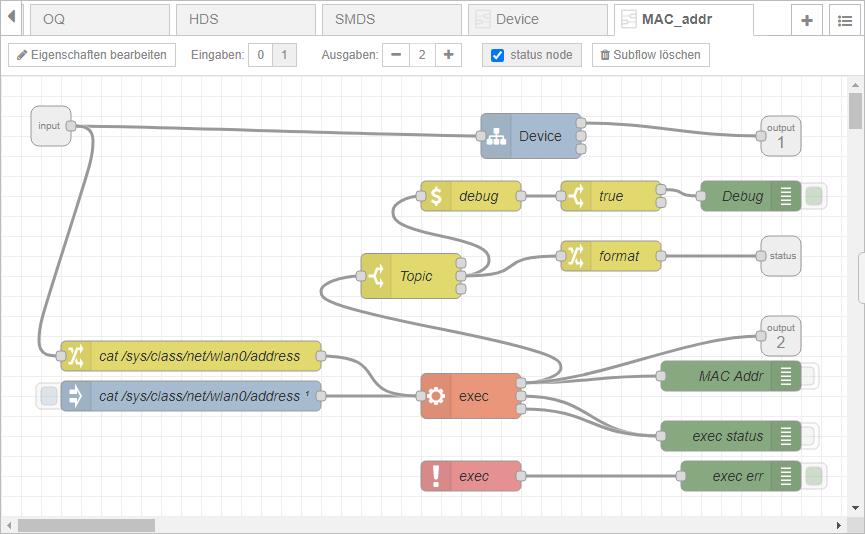 OQ
HDS
SMDS
Device
MAC_addr
Eigenschaften bearbeiten
Eingaben: 0 1
Ausgaben: 2
status node
Subflow löschen
input
Device
output
1
debug
true
Debug
Topic
format
status
output
2
cat /sys/class/net/wlan0/address
MAC Addr
cat /sys/class/net/wlan0/address ¹
exec
exec status
exec
exec err